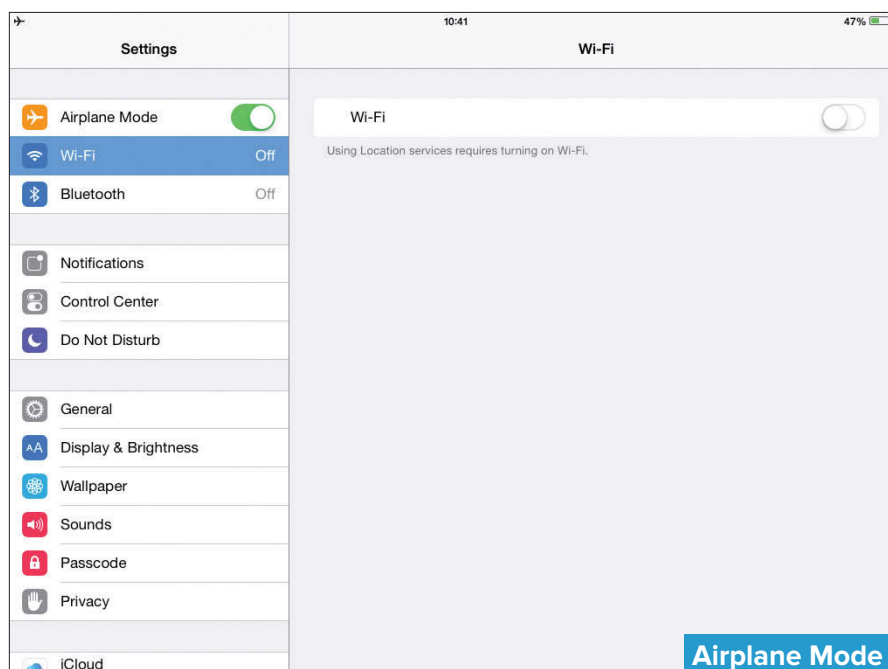 10:41
47%
Settings
Wi-Fi
Airplane Mode
Wi-Fi Off
Bluetooth Off
Notifications
Control Center
Do Not Disturb
General
AA Display & Brightness
Wallpaper
Sounds
Passcode
Privacy
iCloud
Wi-Fi
Using Location services requires turning on Wi-Fi.
Airplane Mode